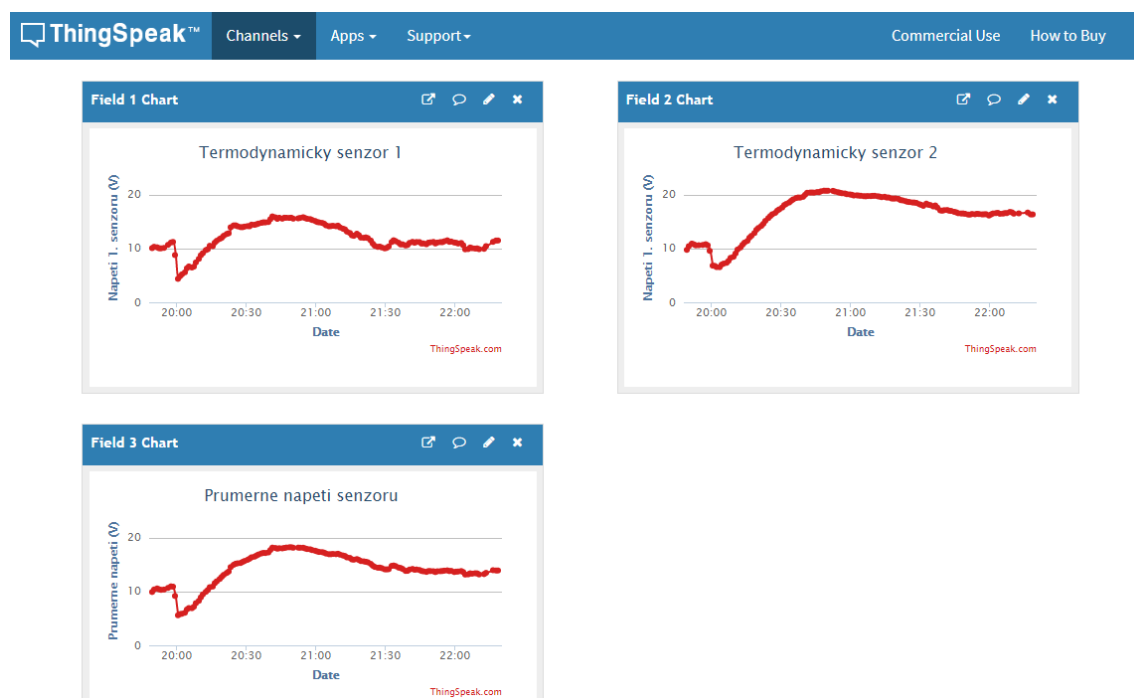 ThingSpeak™ Channels Apps Support Commercial Use How to Buy
Field 1 Chart
Termodynamicky senzor 1
Napeti 1. senzoru (V)
20
10
0
20:00 20:30 21:00 21:30 22:00
Date
ThingSpeak.com
Field 2 Chart
Termodynamicky senzor 2
Napeti 1. senzoru (V)
20
10
0
20:00 20:30 21:00 21:30 22:00
Date
ThingSpeak.com
Field 3 Chart
Prumerne napeti senzoru
Prumerne napeti (V)
20
10
0
20:00 20:30 21:00 21:30 22:00
Date
ThingSpeak.com